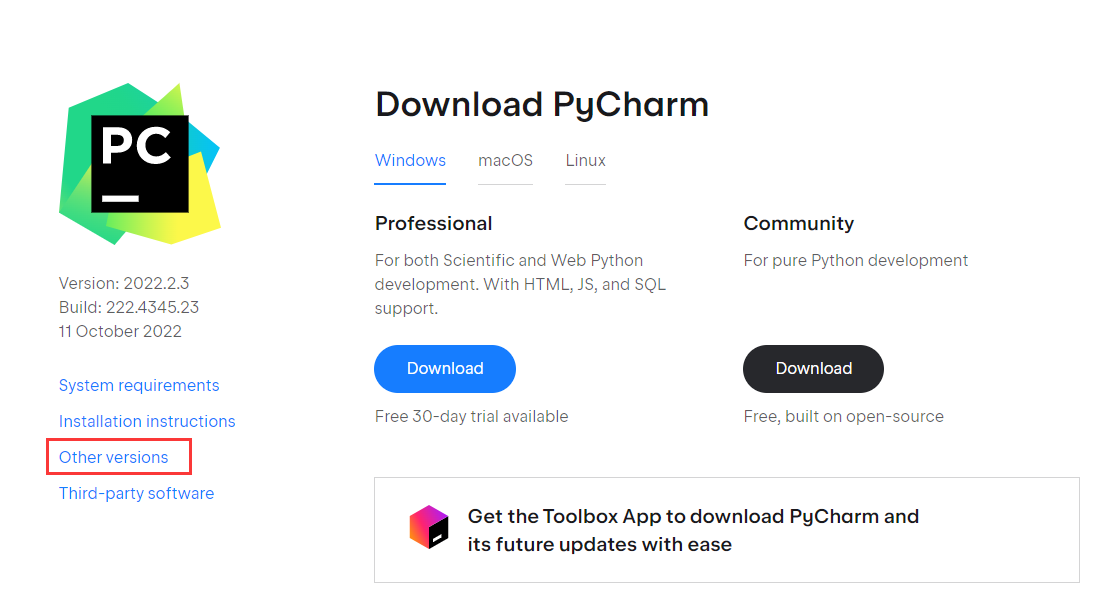 PC
Version: 2022.2.3
Build: 222.4345.23
11 October 2022
System requirements
Installation instructions
Other versions
Third-party software
Download PyCharm
Windows
macOS
Linux
Professional
For both Scientific and Web Python
development. With HTML, JS, and SQL
support.
Download
Free 30-day trial available
Community
For pure Python development
Download
Free, built on open-source
Get the Toolbox App to download PyCharm and
its future updates with ease